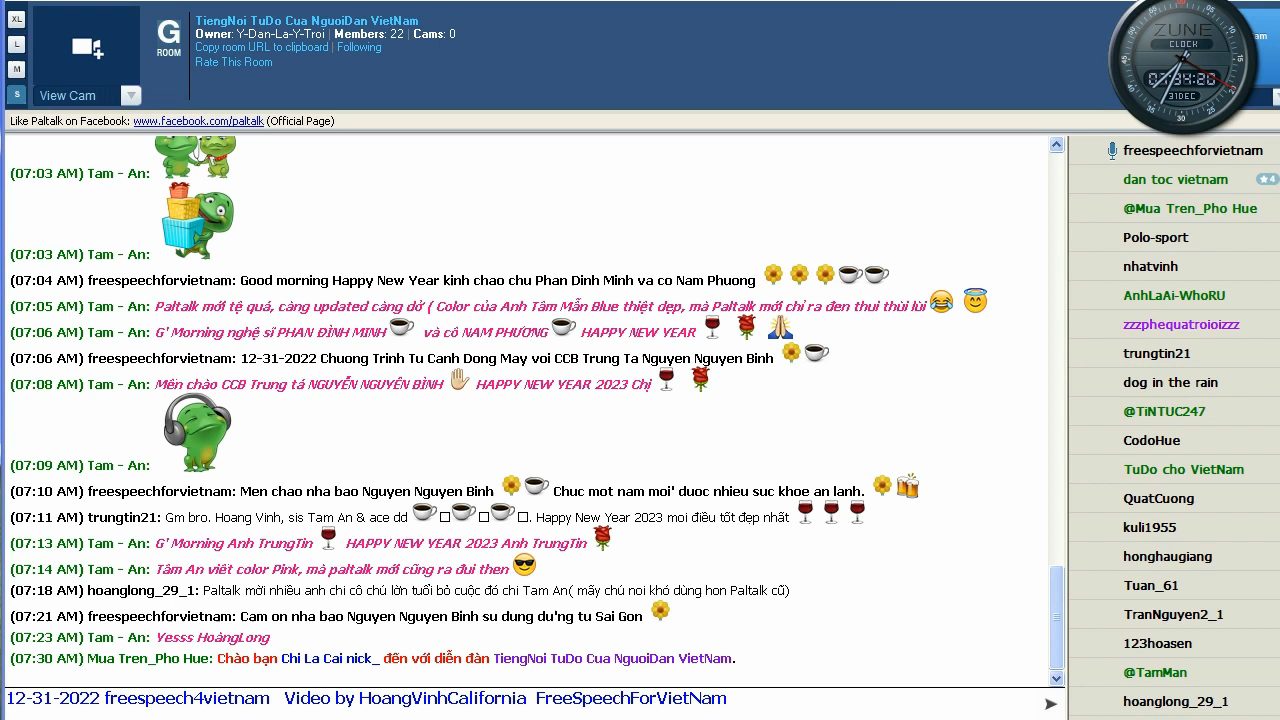 XL
L
M
S
View Cam
G
ROOM
TiengNoi TuDo Cua NguoiDan VietNam
Owner: Y-Dan-La-Y-Troi | Members: 22 | Cams: 0
Copy room URL to clipboard | Following
Rate This Room
ZUNE
CLOCK
07:34:20
31DEC
Like Paltalk on Facebook: www.facebook.com/paltalk (Official Page)
(07:03 AM) Tam - An:
(07:03 AM) Tam - An:
(07:04 AM) freespeechforvietnam: Good morning Happy New Year kinh chao chu Phan Dinh Minh va co Nam Phuong
(07:05 AM) Tam - An: Paltalk mới tệ quá, càng updated càng dở ( Color của Anh Tâm Mẫn Blue thiệt đẹp, mà Paltalk mới chỉ ra đen thui thùi lùi
(07:06 AM) Tam - An: G' Morning nghệ sĩ PHAN ĐÌNH MINH và cô NAM PHƯƠNG HAPPY NEW YEAR
(07:06 AM) freespeechforvietnam: 12-31-2022 Chuong Trinh Tu Canh Dong May voi CCB Trung Ta Nguyen Nguyen Binh
(07:08 AM) Tam - An: Mến chào CCB Trung tá NGUYỄN NGUYÊN BÌNH HAPPY NEW YEAR 2023 Chị
(07:09 AM) Tam - An:
(07:10 AM) freespeechforvietnam: Men chao nha bao Nguyen Nguyen Binh Chuc mot nam moi' duoc nhieu suc khoe an lanh.
(07:11 AM) trungtin21: Gm bro. Hoang Vinh, sis Tam An & ace dd . Happy New Year 2023 moi điều tốt đẹp nhất
(07:13 AM) Tam - An: G' Morning Anh TrungTin HAPPY NEW YEAR 2023 Anh TrungTin
(07:14 AM) Tam - An: Tâm An viết color Pink, mà paltalk mới cũng ra đui then
(07:18 AM) hoanglong_29_1: Paltalk mời nhiều anh chi cô chú lờn tuổi bỏ cuộc đó chi Tam An( mấy chú noi khó dùng hon Paltalk cũ)
(07:21 AM) freespeechforvietnam: Cam on nha bao Nguyen Nguyen Binh su dung du'ng tu Sai Gon
(07:23 AM) Tam - An: Yesss HoàngLong
(07:30 AM) Mua Tren_Pho Hue: Chào bạn Chi La Cai nick_ đến với diễn đàn TiengNoi TuDo Cua NguoiDan VietNam.
12-31-2022 freespeech4vietnam Video by HoangVinhCalifornia FreeSpeechForVietNam
freespeechforvietnam
dan toc vietnam
4
@Mua Tren_Pho Hue
Polo-sport
nhatvinh
AnhLaAi-WhoRU
zzzphequatroioizzz
trungtin21
dog in the rain
@TiNTUC247
CodoHue
TuDo cho VietNam
QuatCuong
kuli1955
honghaugiang
Tuan_61
TranNguyen2_1
123hoasen
@TamMan
hoanglong_29_1